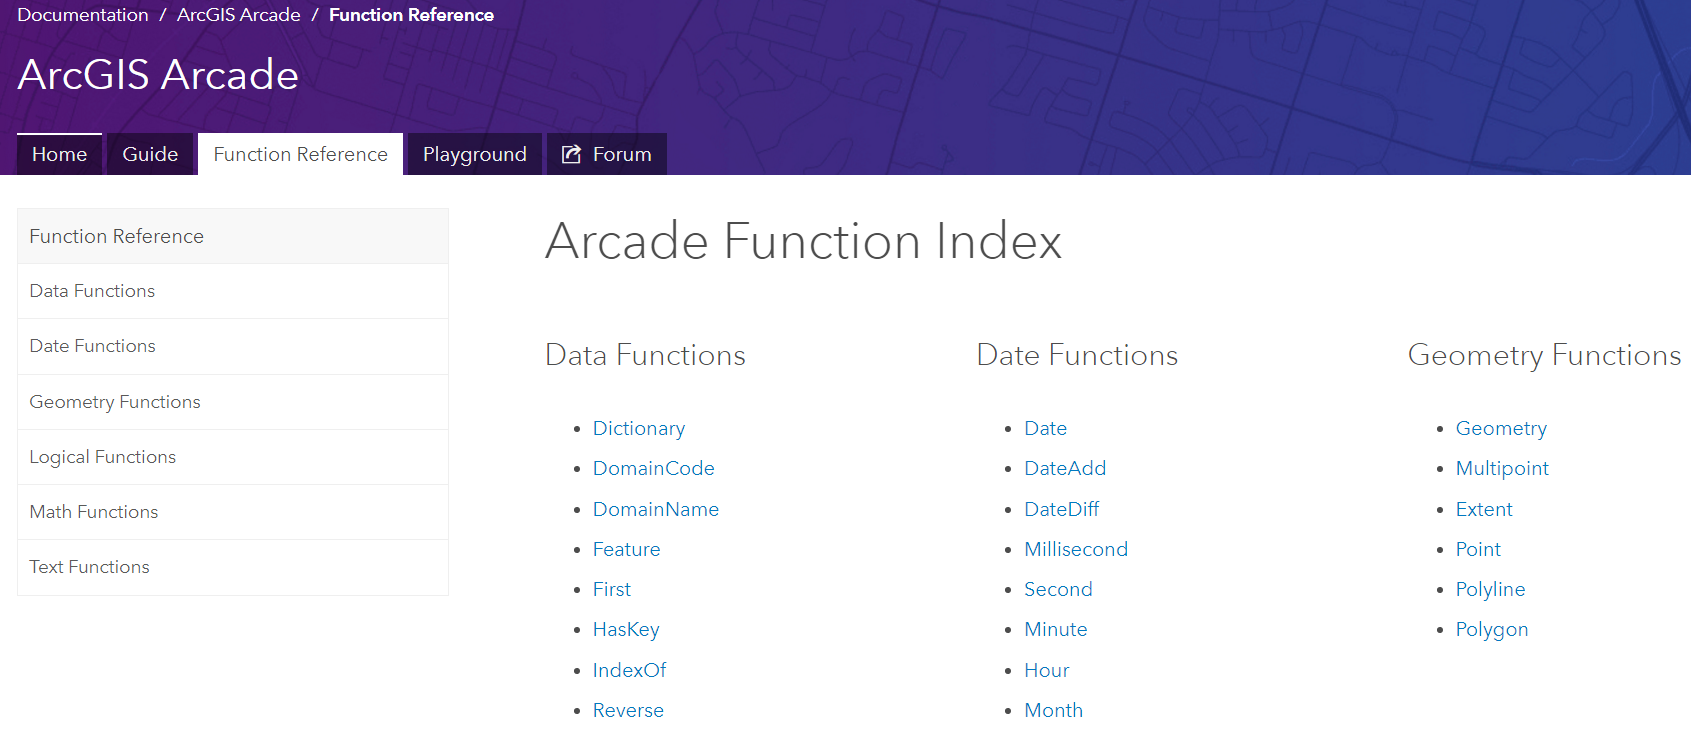 Documentation / ArcGIS Arcade / Function Reference
ArcGIS Arcade
Home Guide Function Reference Playground Forum
Function Reference
Data Functions
Date Functions
Geometry Functions
Logical Functions
Math Functions
Text Functions
Arcade Function Index
Data Functions
Dictionary
DomainCode
DomainName
Feature
First
HasKey
IndexOf
Reverse
Date Functions
Date
DateAdd
DateDiff
Millisecond
Second
Minute
Hour
Month
Geometry Functions
Geometry
Multipoint
Extent
Point
Polyline
Polygon